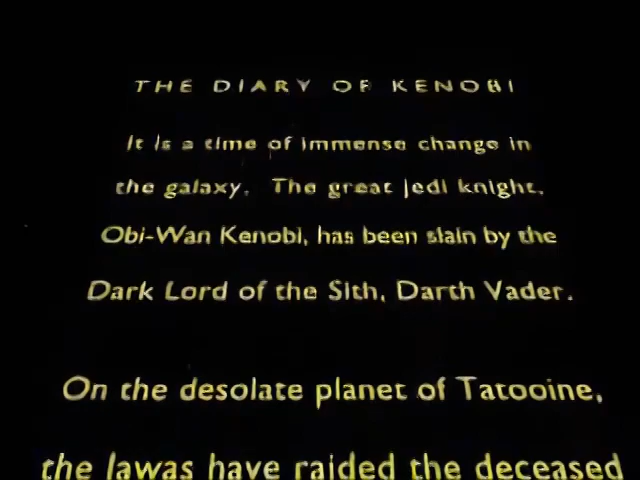 THE DIARY OF KENOBI
It is a time of immense change in
the galaxy. The great Jedi knight,
Obi-Wan Kenobi, has been slain by the
Dark Lord of the Sith, Darth Vader.
On the desolate planet of Tatooine,
the Jawas have raided the deceased